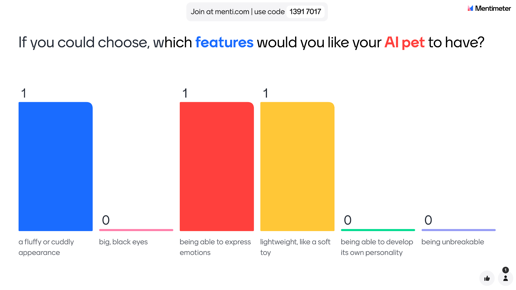 Join at menti.com | use code 1391 7017
Mentimeter
If you could choose, which features would you like your AI pet to have?
1
0
1
1
0
0
a fluffy or cuddly
appearance
big, black eyes
being able to express
emotions
lightweight, like a soft
toy
being able to develop
its own personality
being unbreakable
1